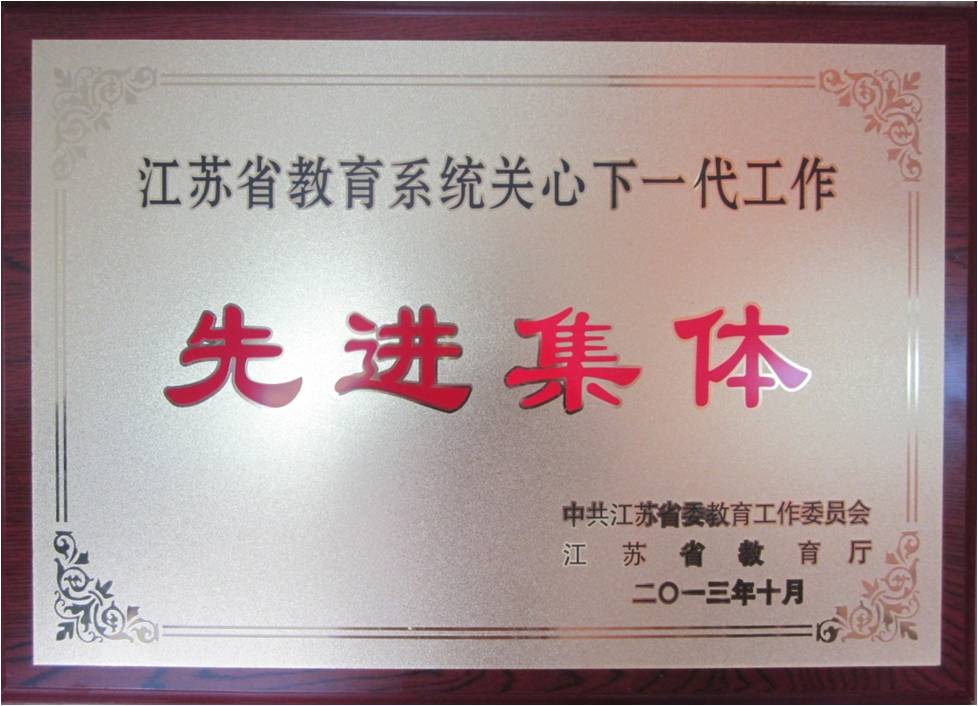 江苏省教育系统关心下一代工作
先进集体
中共江苏省委教育工作委员会
江苏省教育厅
二〇一三年十月